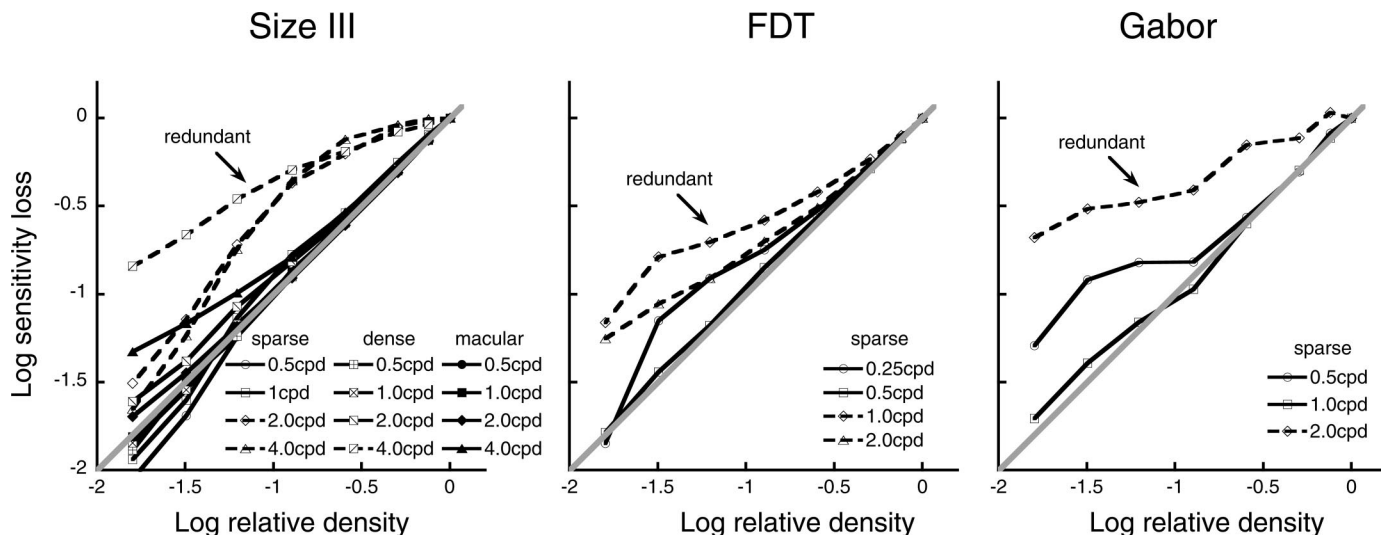 Size III
FDT
Gabor
Log sensitivity loss
0
-0.5
-1
-1.5
-2
redundant
sparse dense macular
0.5cpd 0.5cpd 0.5cpd
1cpd 1.0cpd 1.0cpd
2.0cpd 2.0cpd 2.0cpd
4.0cpd 4.0cpd 4.0cpd
-2 -1.5 -1 -0.5 0
Log relative density
redundant
sparse
0.25cpd
0.5cpd
1.0cpd
2.0cpd
-2 -1.5 -1 -0.5 0
Log relative density
redundant
sparse
0.5cpd
1.0cpd
2.0cpd
-2 -1.5 -1 -0.5 0
Log relative density